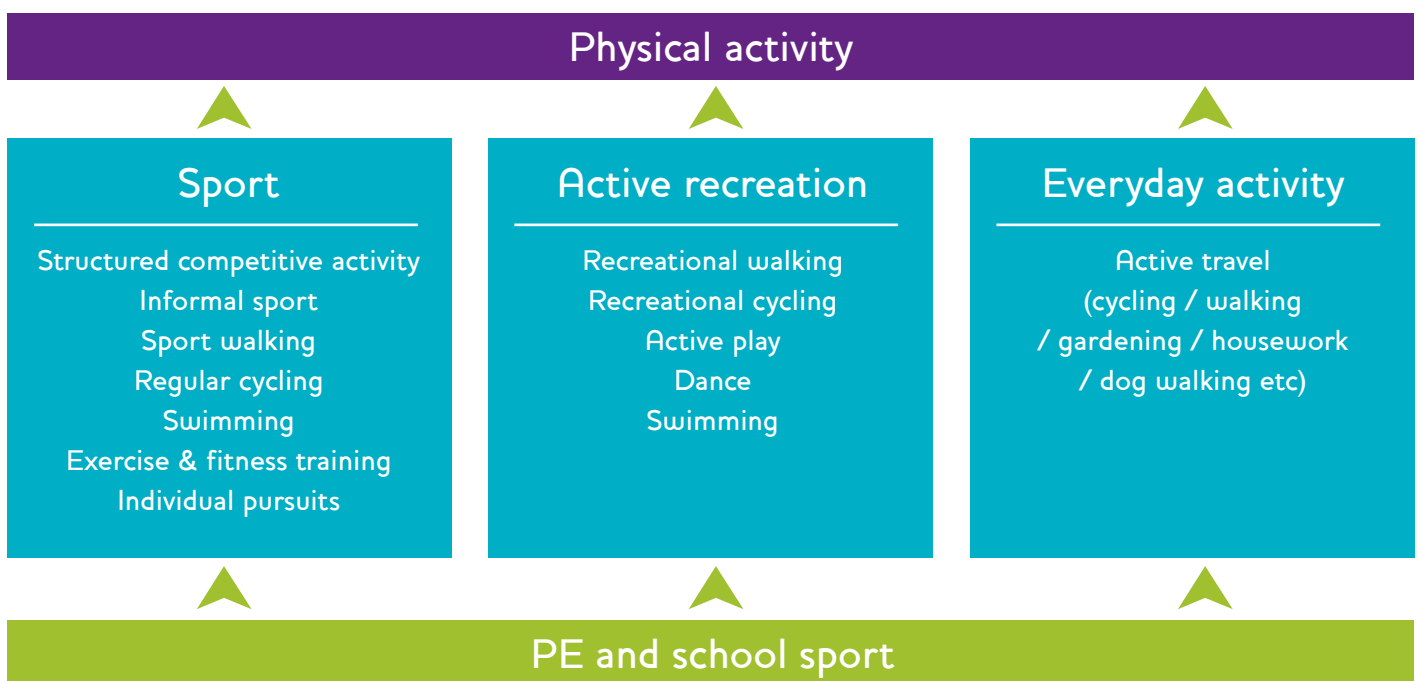 Physical activity
Sport
Structured competitive activity
Informal sport
Sport walking
Regular cycling
Swimming
Exercise & fitness training
Individual pursuits
Active recreation
Recreational walking
Recreational cycling
Active play
Dance
Swimming
Everyday activity
Active travel
(cycling / walking
/ gardening / housework
/ dog walking etc)
PE and school sport